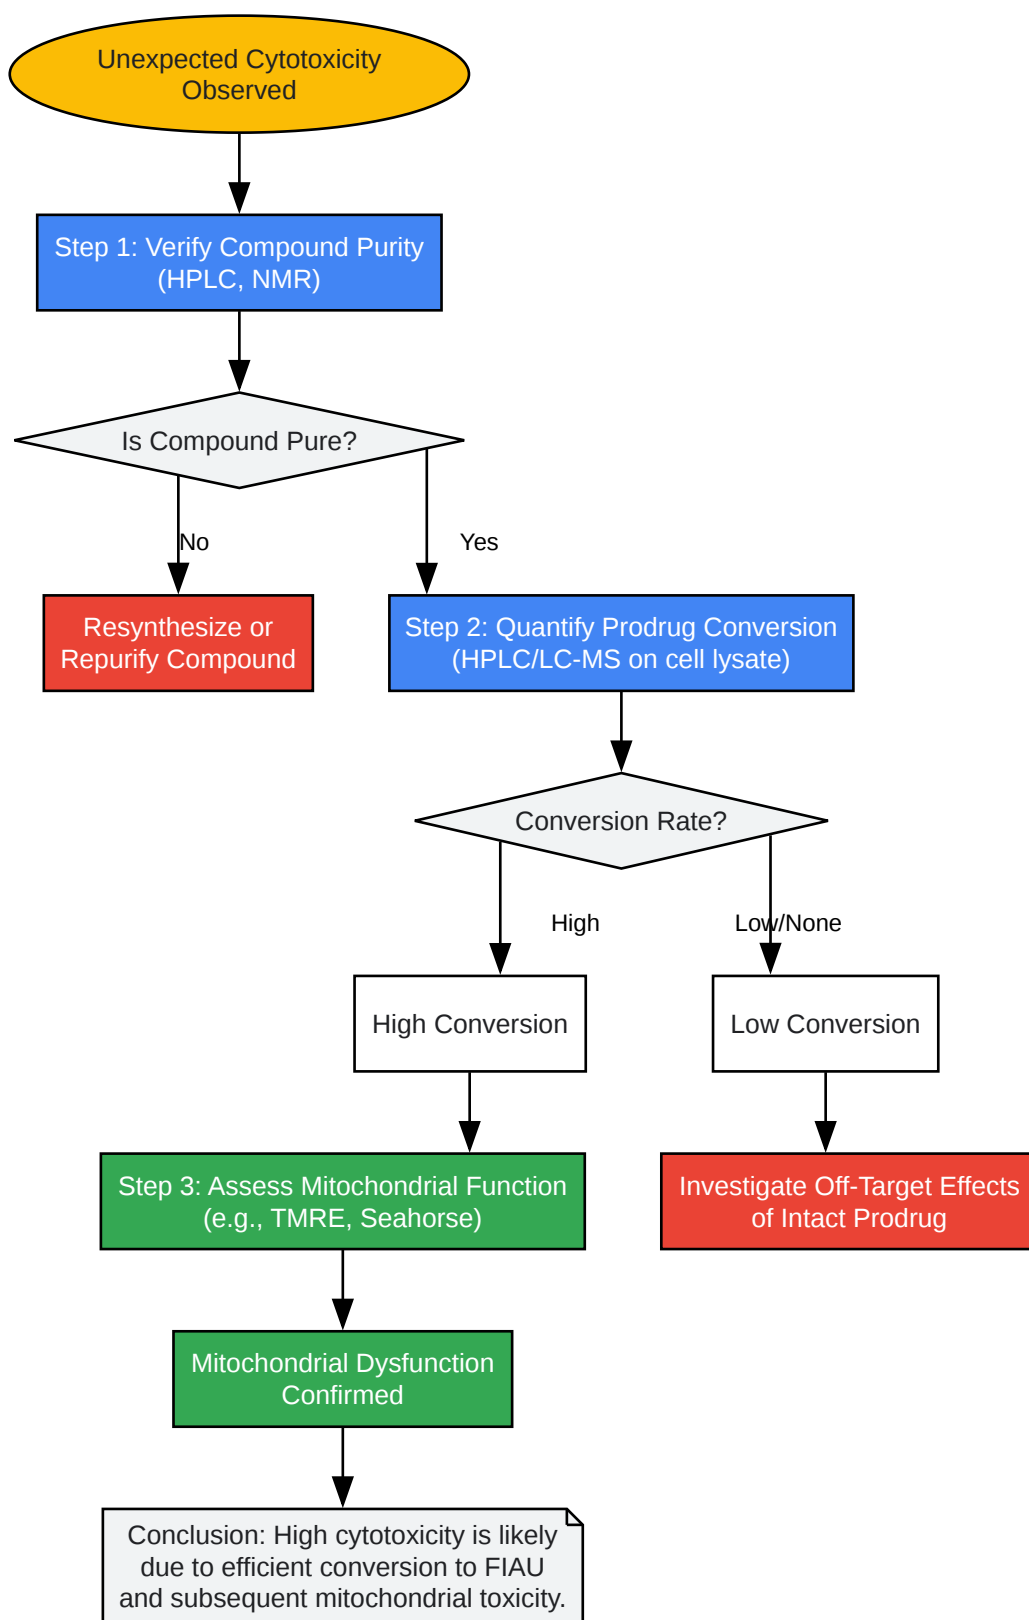 Unexpected Cytotoxicity
Observed
Step 1: Verify Compound Purity
(HPLC, NMR)
Is Compound Pure?
No
Yes
Resynthesize or
Repurify Compound
Step 2: Quantify Prodrug Conversion
(HPLC/LC-MS on cell lysate)
Conversion Rate?
High
Low/None
High Conversion
Low Conversion
Step 3: Assess Mitochondrial Function
(e.g., TMRE, Seahorse)
Investigate Off-Target Effects
of Intact Prodrug
Mitochondrial Dysfunction
Confirmed
Conclusion: High cytotoxicity is likely
due to efficient conversion to FIAU
and subsequent mitochondrial toxicity.